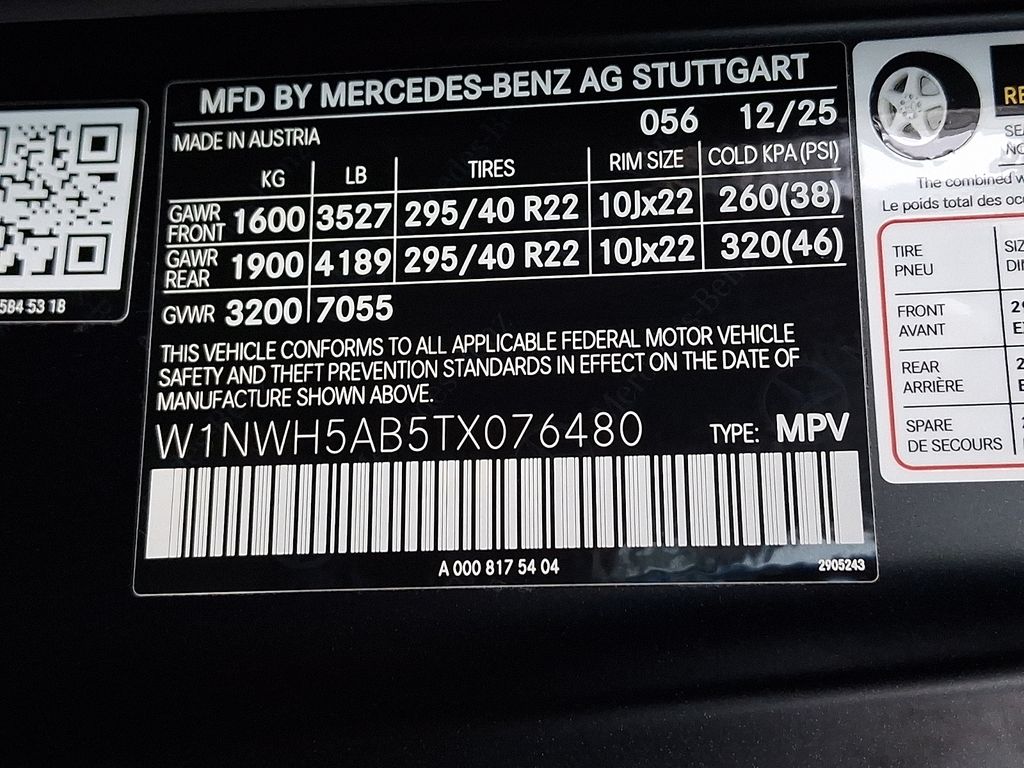 MFD BY MERCEDES-BENZ AG STUTTGART
MADE IN AUSTRIA 056 12/25
KG LB TIRES RIM SIZE COLD KPA (PSI)
GAWR FRONT 1600 3527 295/40 R22 10Jx22 260(38)
GAWR REAR 1900 4189 295/40 R22 10Jx22 320(46)
GVWR 3200 7055
THIS VEHICLE CONFORMS TO ALL APPLICABLE FEDERAL MOTOR VEHICLE
SAFETY AND THEFT PREVENTION STANDARDS IN EFFECT ON THE DATE OF
MANUFACTURE SHOWN ABOVE.
W1NWH5AB5TX076480 TYPE: MPV
A 000 817 54 04 2905243
584 53 18
The combined
Le poids total des
TIRE
PNEU
FRONT
AVANT
REAR
ARRIÈRE
SPARE
DE SECOURS